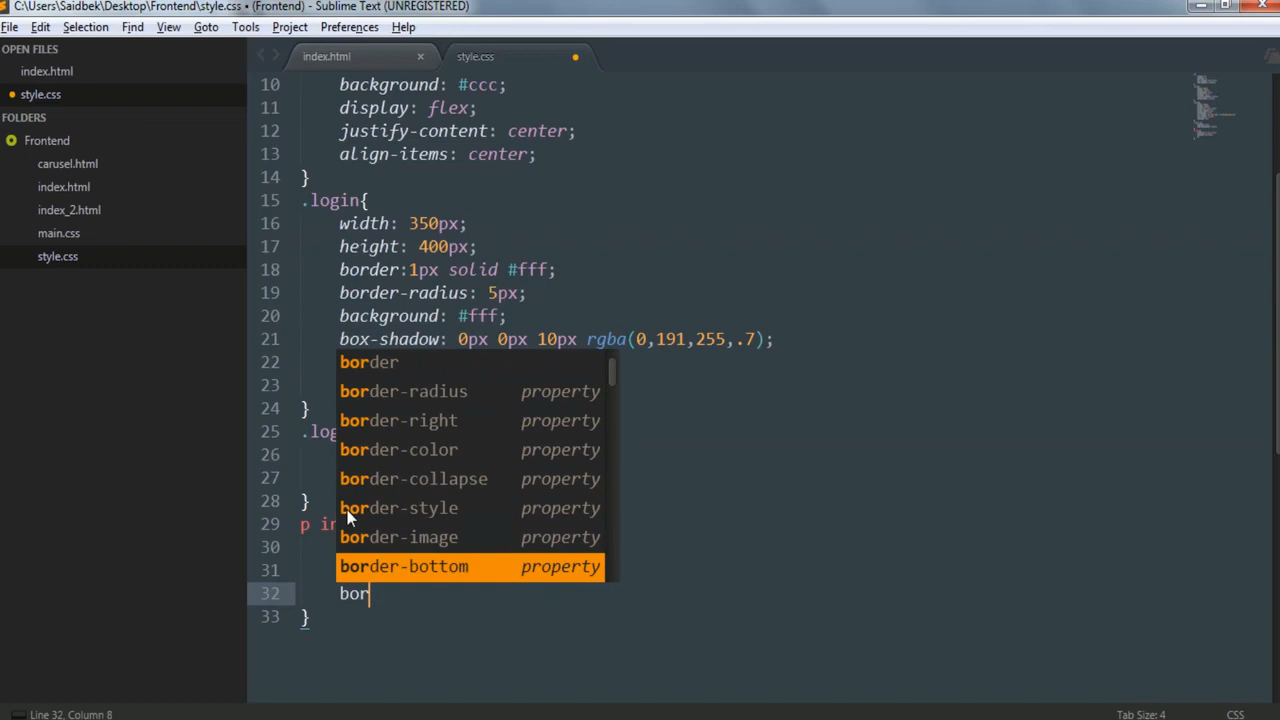 C:\Users\Saidbek\Desktop\Frontend\style.css • (Frontend) - Sublime Text (UNREGISTERED)
File Edit Selection Find View Goto Tools Project Preferences Help
OPEN FILES
index.html
style.css
FOLDERS
Frontend
carusel.html
index.html
index_2.html
main.css
style.css
index.html × style.css
10 background: #ccc;
11 display: flex;
12 justify-content: center;
13 align-items: center;
14 }
15 .login{
16 width: 350px;
17 height: 400px;
18 border:1px solid #fff;
19 border-radius: 5px;
20 background: #fff;
21 box-shadow: 0px 0px 10px rgba(0,191,255,.7);
22
23
24 }
25 .log
26
27
28 }
29 p in
30
31
32 bor
33 }
border
border-radius property
border-right property
border-color property
border-collapse property
border-style property
border-image property
border-bottom property
Line 32, Column 8
Tab Size: 4
CSS